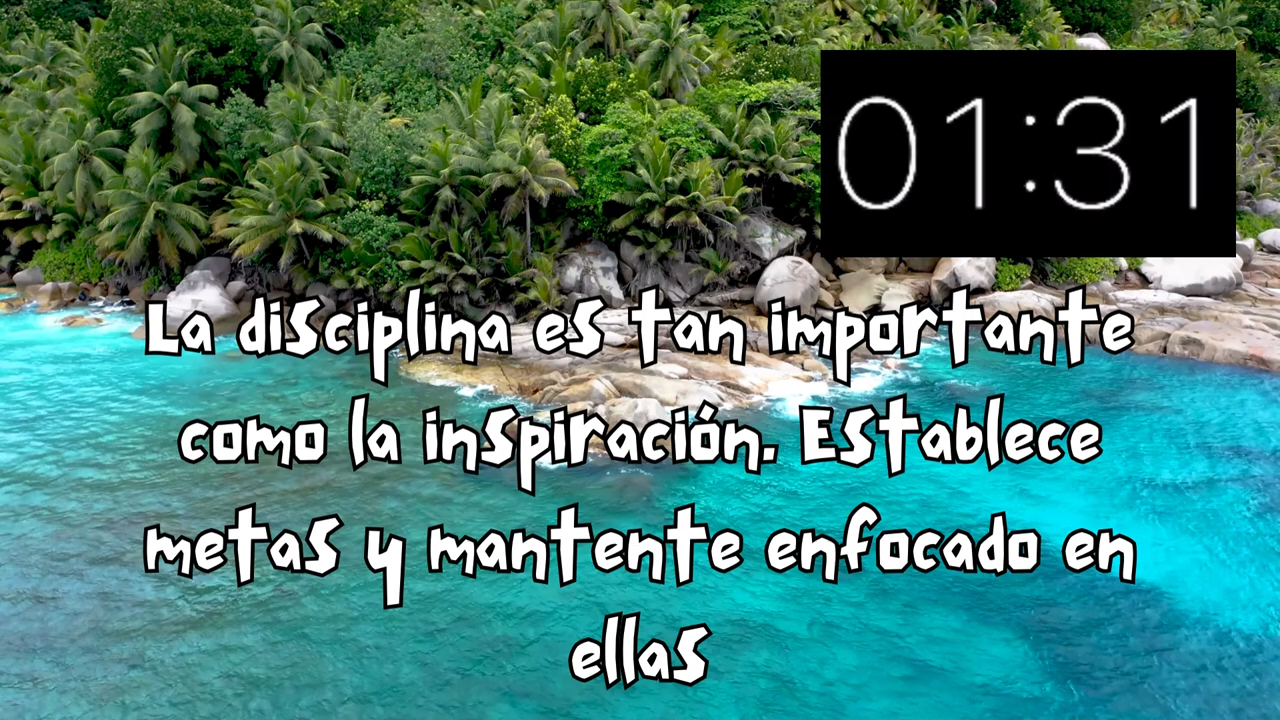 01:31
La disciplina es tan importante
como la inspiración. Establece
metas y mantente enfocado en
ellas